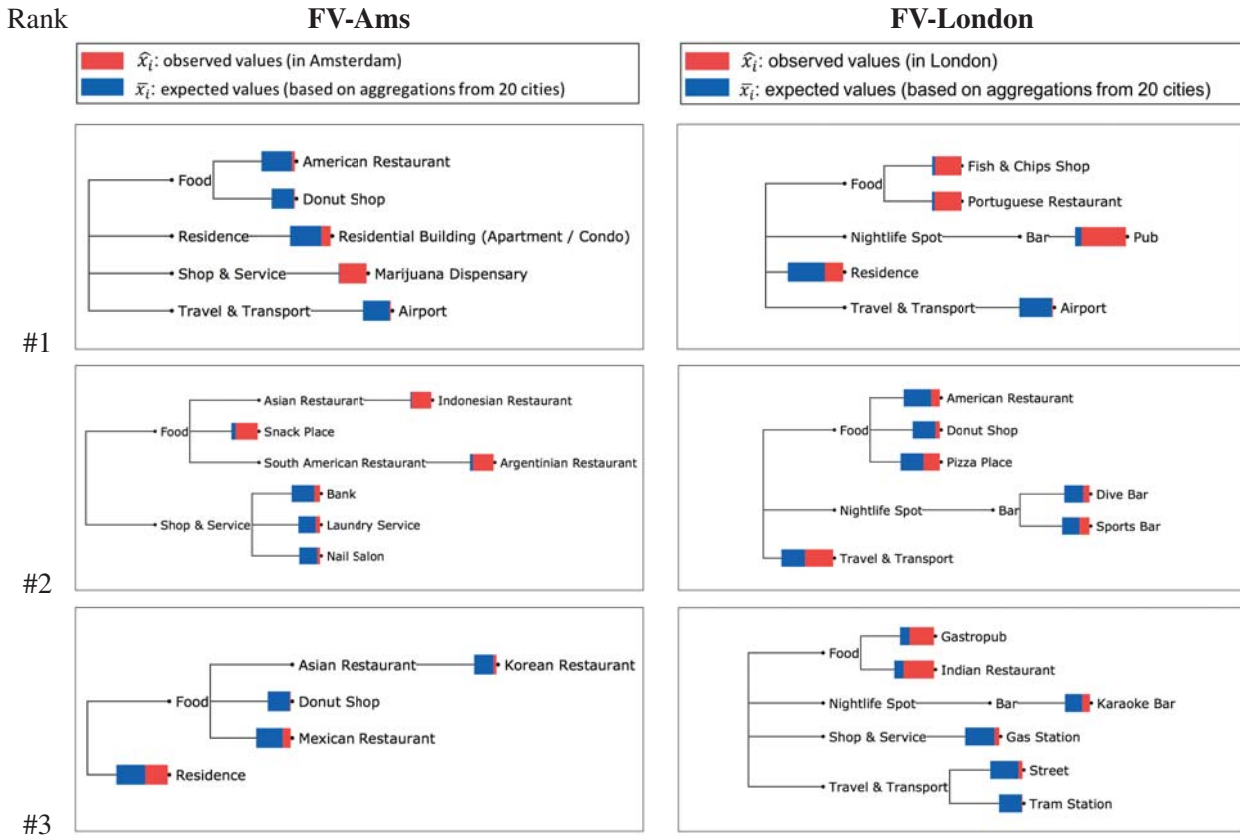 Rank
FV-Ams
FV-London
x̂ᵢ: observed values (in Amsterdam)
x̄ᵢ: expected values (based on aggregations from 20 cities)
x̂ᵢ: observed values (in London)
x̄ᵢ: expected values (based on aggregations from 20 cities)
#1
American Restaurant
Food
Donut Shop
Residence
Residential Building (Apartment / Condo)
Shop & Service
Marijuana Dispensary
Travel & Transport
Airport
Fish & Chips Shop
Food
Portuguese Restaurant
Nightlife Spot
Bar
Pub
Residence
Travel & Transport
Airport
#2
Asian Restaurant
Indonesian Restaurant
Food
Snack Place
South American Restaurant
Argentinian Restaurant
Bank
Shop & Service
Laundry Service
Nail Salon
American Restaurant
Food
Donut Shop
Pizza Place
Dive Bar
Nightlife Spot
Bar
Sports Bar
Travel & Transport
#3
Asian Restaurant
Korean Restaurant
Food
Donut Shop
Mexican Restaurant
Residence
Gastropub
Food
Indian Restaurant
Nightlife Spot
Bar
Karaoke Bar
Shop & Service
Gas Station
Street
Travel & Transport
Tram Station